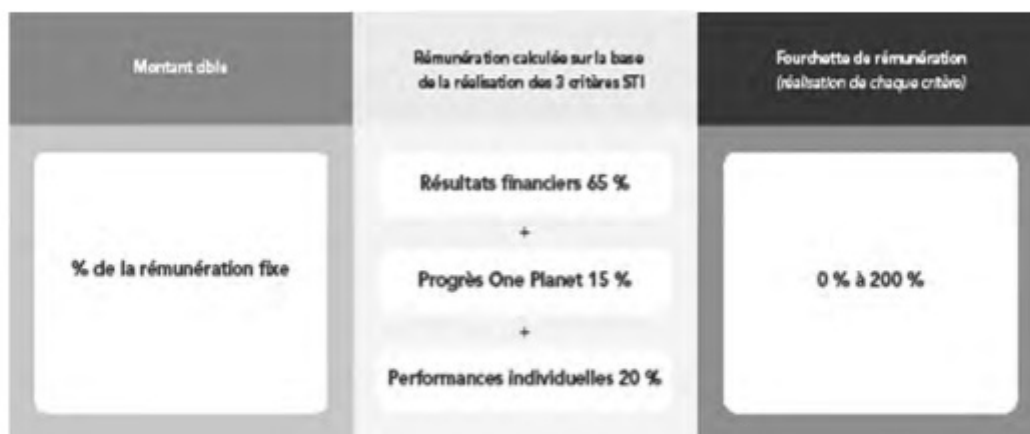 Montant cible
Rémunération calculée sur la base
de la réalisation des 3 critères STI
Fourchette de rémunération
(réalisation de chaque critère)
% de la rémunération fixe
Résultats financiers 65 %
+
Progrès One Planet 15 %
+
Performances individuelles 20 %
0 % à 200 %